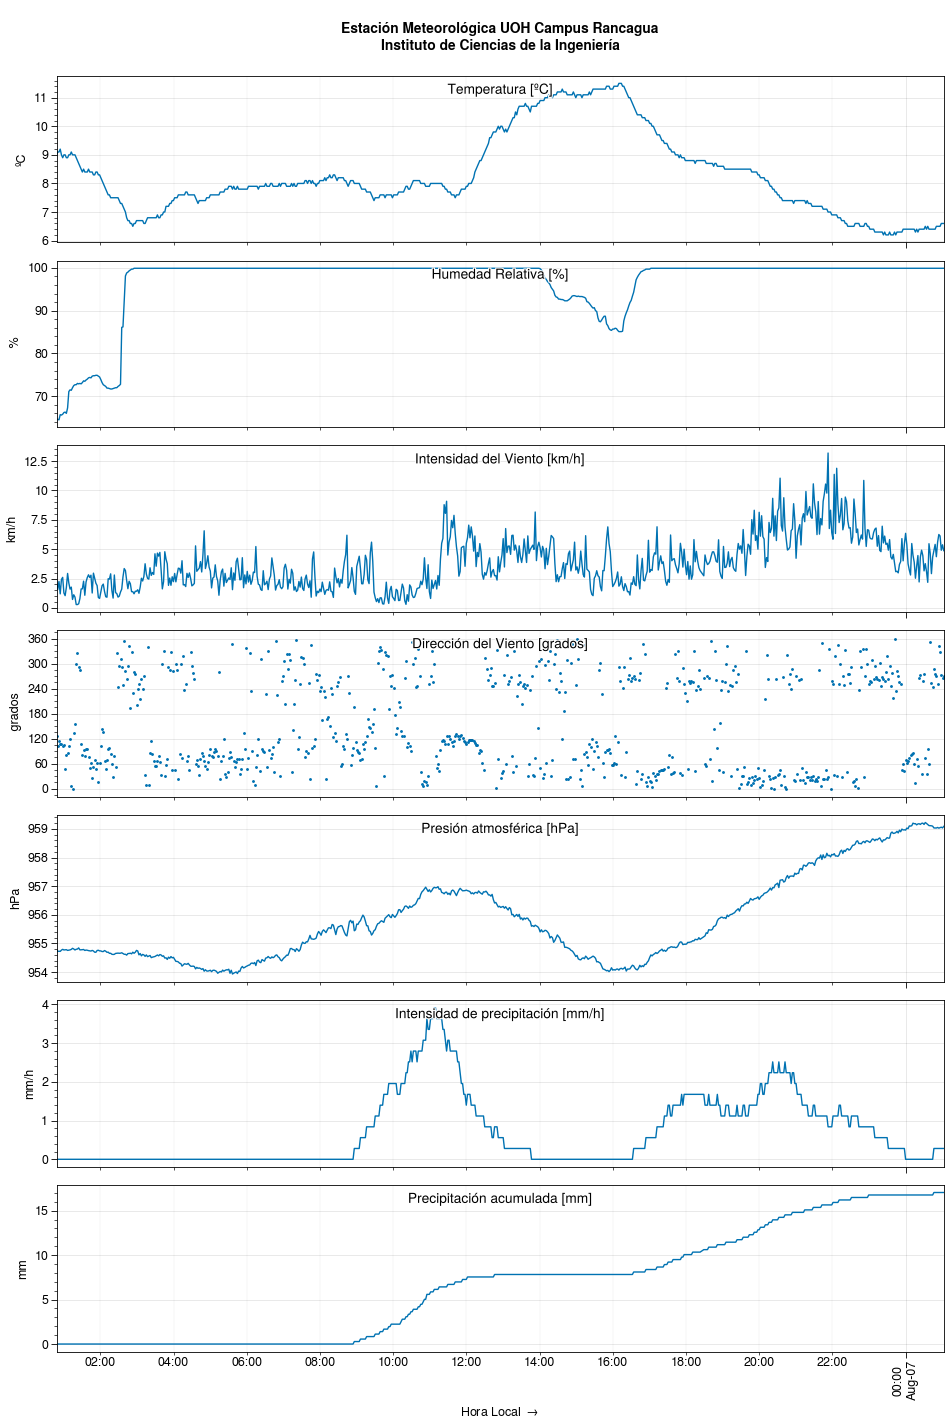 Estación Meteorológica UOH Campus Rancagua
Instituto de Ciencias de la Ingeniería
Temperatura [ºC]
ºC
11
10
9
8
7
6
Humedad Relativa [%]
%
100
90
80
70
Intensidad del Viento [km/h]
km/h
12.5
10
7.5
5
2.5
0
Dirección del Viento [grados]
grados
360
300
240
180
120
60
0
Presión atmosférica [hPa]
hPa
959
958
957
956
955
954
Intensidad de precipitación [mm/h]
mm/h
4
3
2
1
0
Precipitación acumulada [mm]
mm
15
10
5
0
02:00 04:00 06:00 08:00 10:00 12:00 14:00 16:00 18:00 20:00 22:00
00:00
Aug-07
Hora Local →